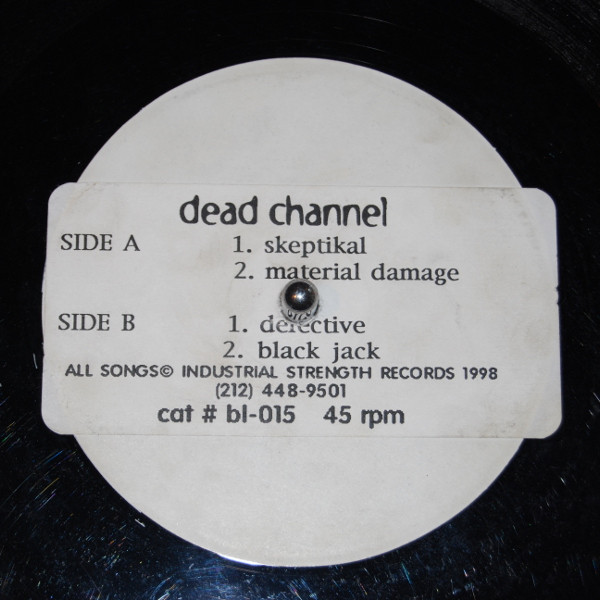 dead channel
SIDE A 1. skeptikal
2. material damage
SIDE B 1. defective
2. black jack
ALL SONGS© INDUSTRIAL STRENGTH RECORDS 1998
(212) 448-9501
cat # bl-015 45 rpm